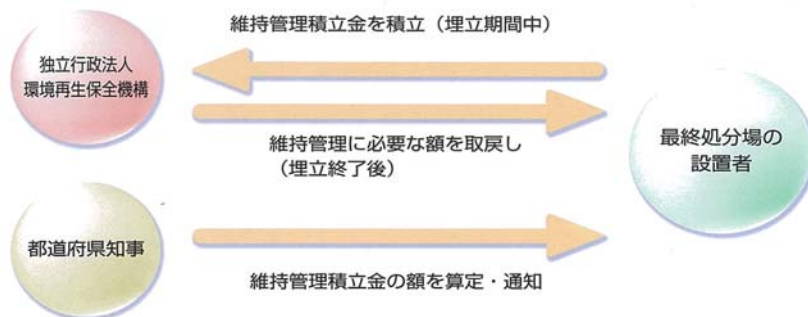 維持管理積立金を積立（埋立期間中）
独立行政法人
環境再生保全機構
維持管理に必要な額を取戻し
（埋立終了後）
最終処分場の
設置者
都道府県知事
維持管理積立金の額を算定・通知